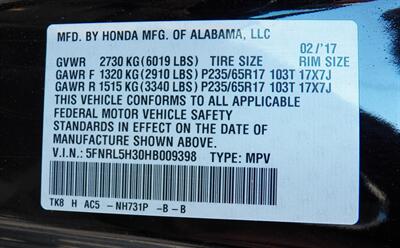 MFD. BY HONDA MFG. OF ALABAMA, LLC 02/'17
GVWR 2730 KG (6019 LBS) TIRE SIZE RIM SIZE
GAWR F 1320 KG (2910 LBS) P235/65R17 103T 17X7J
GAWR R 1515 KG (3340 LBS) P235/65R17 103T 17X7J
THIS VEHICLE CONFORMS TO ALL APPLICABLE
FEDERAL MOTOR VEHICLE SAFETY
STANDARDS IN EFFECT ON THE DATE OF
MANUFACTURE SHOWN ABOVE.
V.I.N.: 5FNRL5H30HB009398 TYPE: MPV
TK8 H AC5 - NH731P -B - B